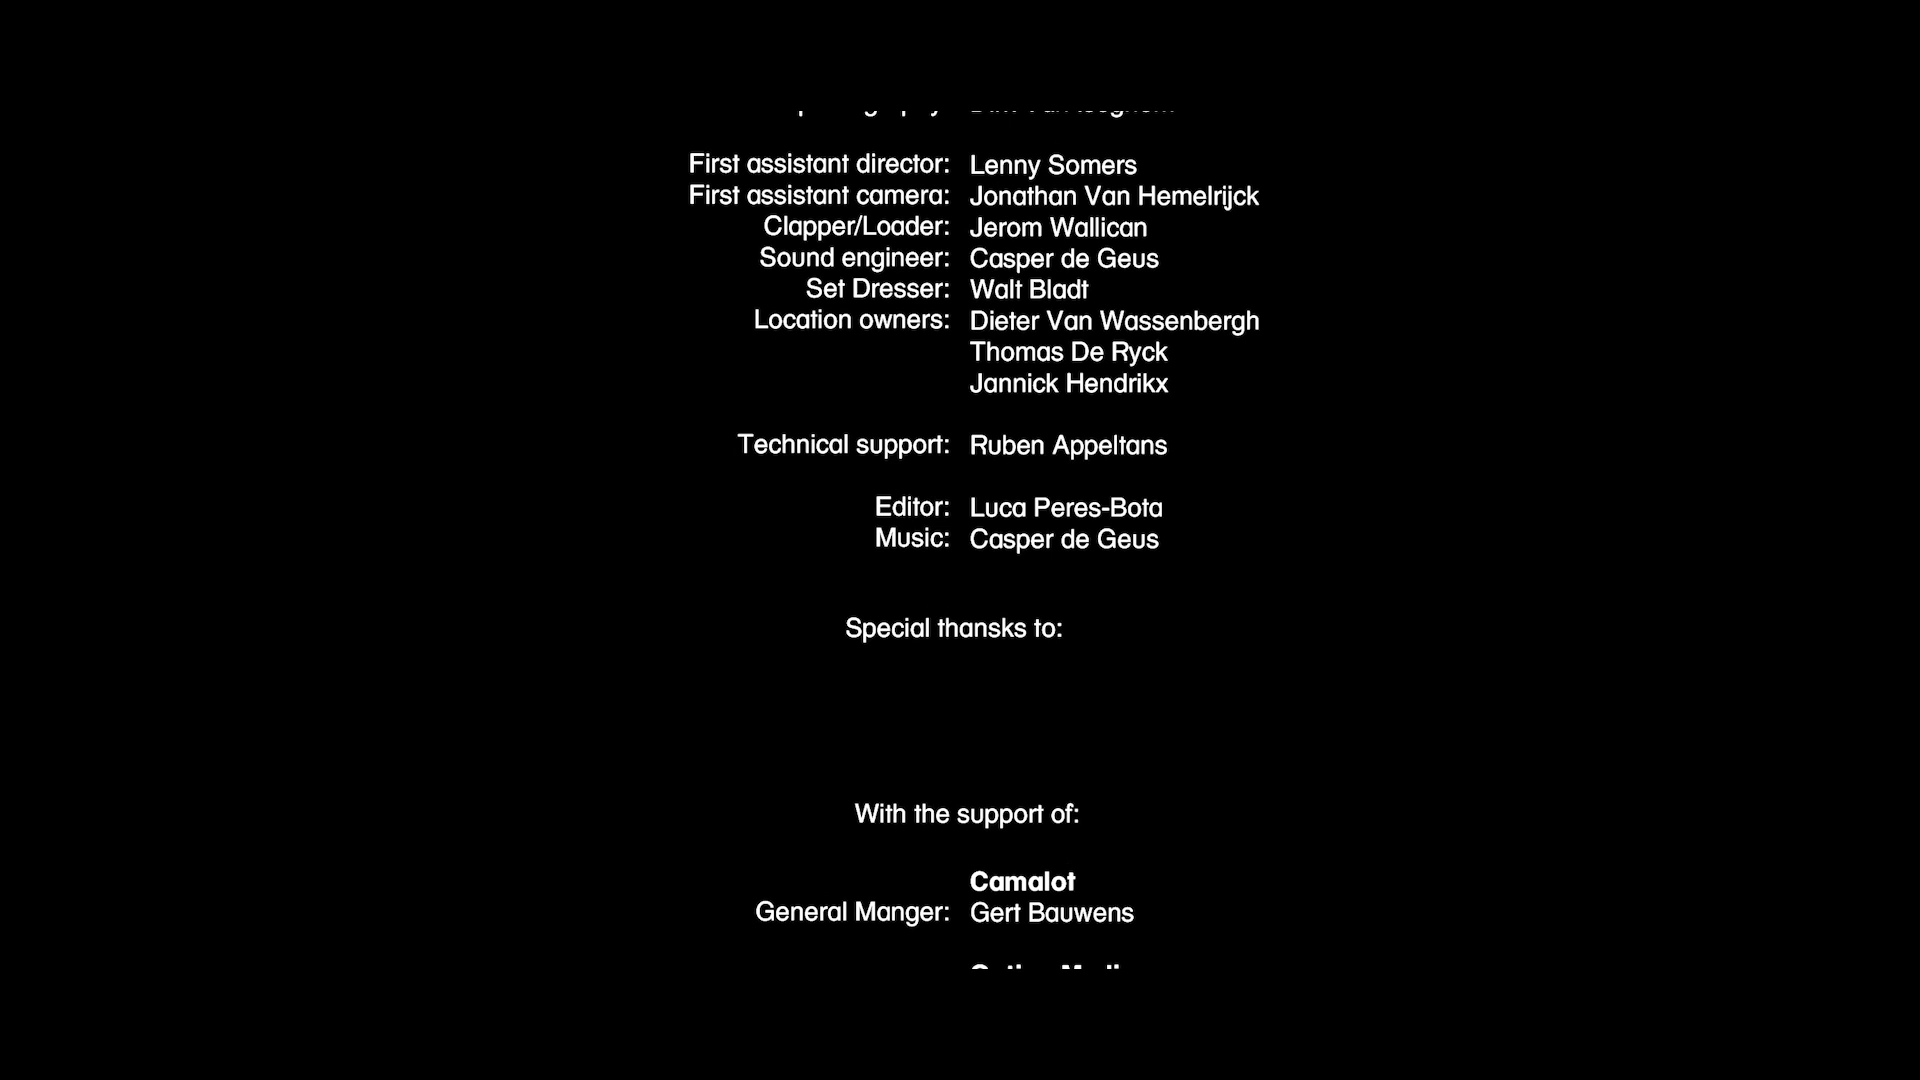 First assistant director: Lenny Somers
First assistant camera: Jonathan Van Hemelrijck
Clapper/Loader: Jerom Wallican
Sound engineer: Casper de Geus
Set Dresser: Walt Bladt
Location owners: Dieter Van Wassenbergh
Thomas De Ryck
Jannick Hendrikx
Technical support: Ruben Appeltans
Editor: Luca Peres-Bota
Music: Casper de Geus
Special thansks to:
With the support of:
Camalot
General Manger: Gert Bauwens